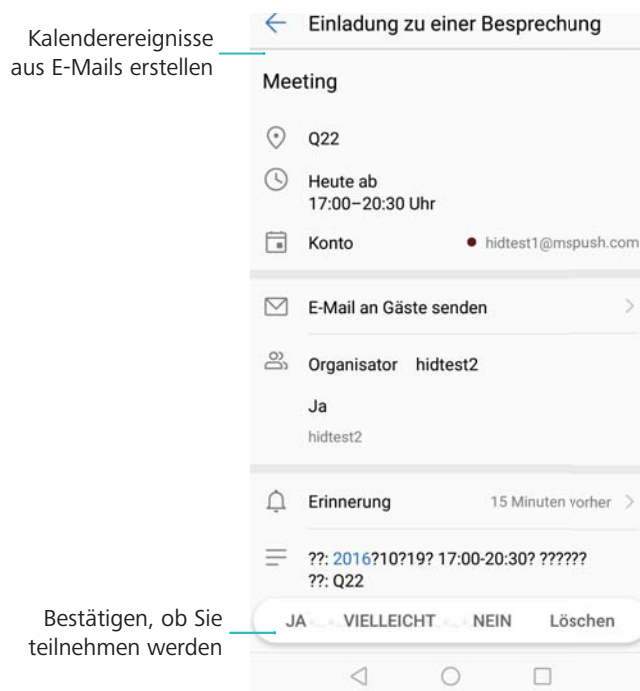 Kalenderereignisse
aus E-Mails erstellen
Einladung zu einer Besprechung
Meeting
Q22
Heute ab
17:00–20:30 Uhr
Konto hidtest1@mspush.com
E-Mail an Gäste senden
Organisator hidtest2
Ja
hidtest2
Erinnerung 15 Minuten vorher
??: 2016?10?19? 17:00-20:30? ??????
??: Q22
Bestätigen, ob Sie
teilnehmen werden
JA VIELLEICHT NEIN Löschen